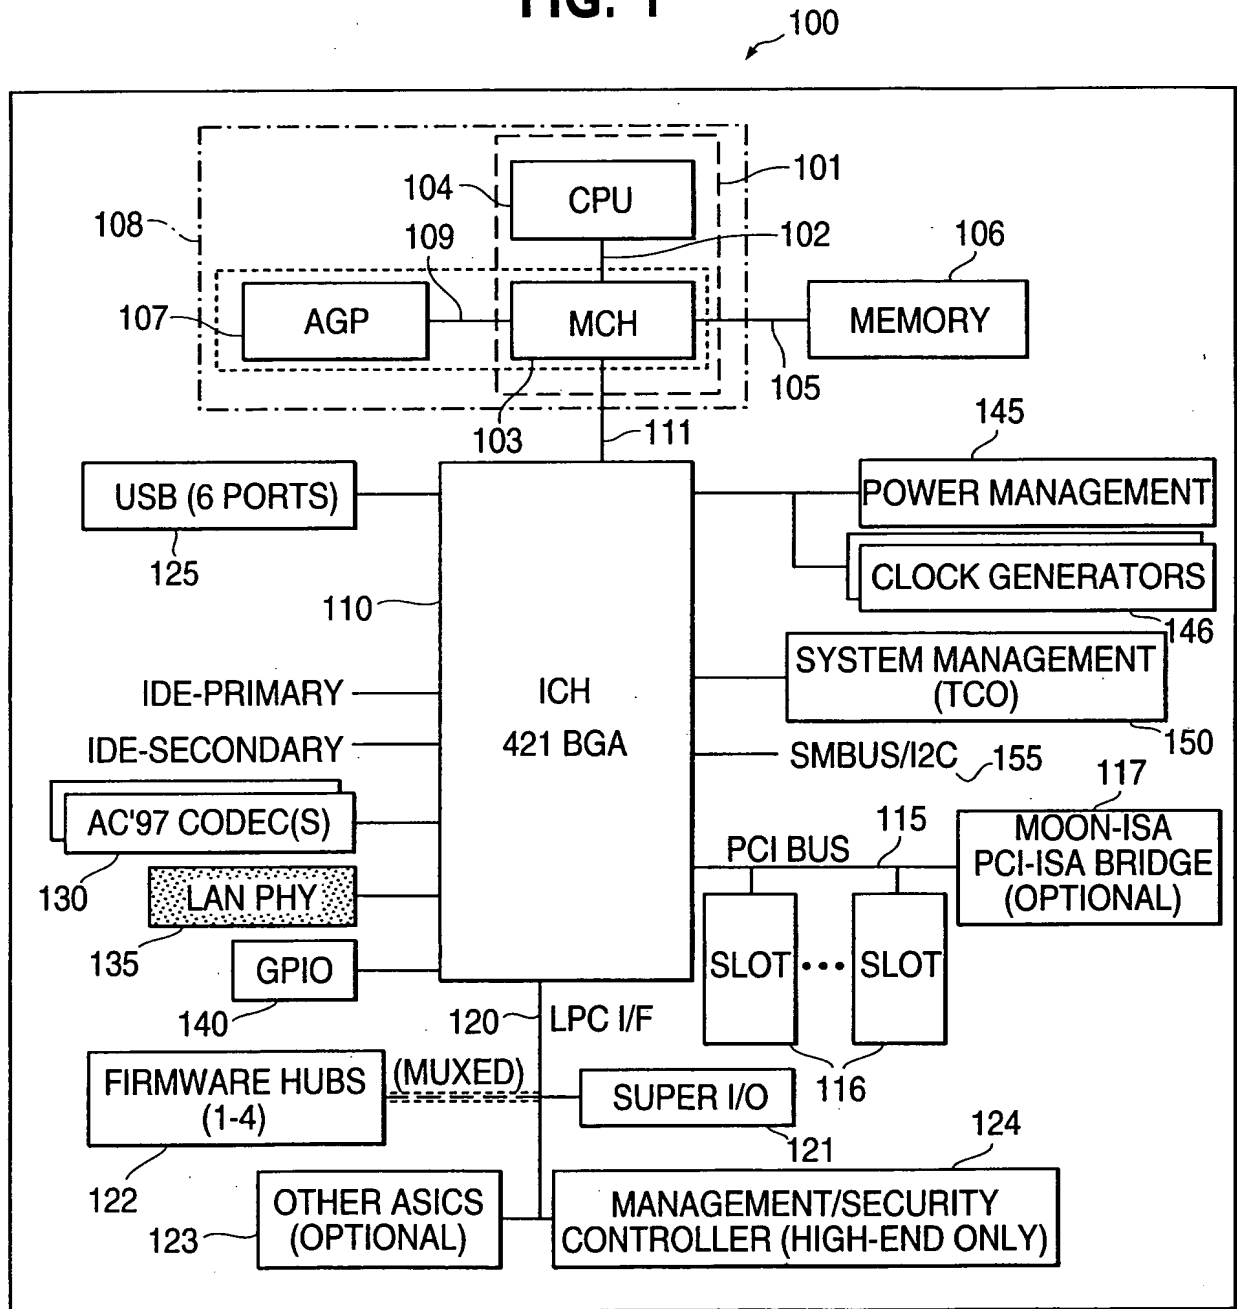 FIG. 1
100
101
104
CPU
108
109
102
106
107
AGP
MCH
MEMORY
105
103
111
145
USB (6 PORTS)
POWER MANAGEMENT
125
CLOCK GENERATORS
110
146
SYSTEM MANAGEMENT
(TCO)
IDE-PRIMARY
ICH
150
IDE-SECONDARY
421 BGA
SMBUS/I2C
155
117
AC'97 CODEC(S)
115
MOON-ISA
PCI-ISA BRIDGE
(OPTIONAL)
PCI BUS
130
LAN PHY
135
SLOT
SLOT
GPIO
140
120
LPC I/F
116
FIRMWARE HUBS
(1-4)
(MUXED)
SUPER I/O
121
124
122
OTHER ASICS
(OPTIONAL)
123
MANAGEMENT/SECURITY
CONTROLLER (HIGH-END ONLY)